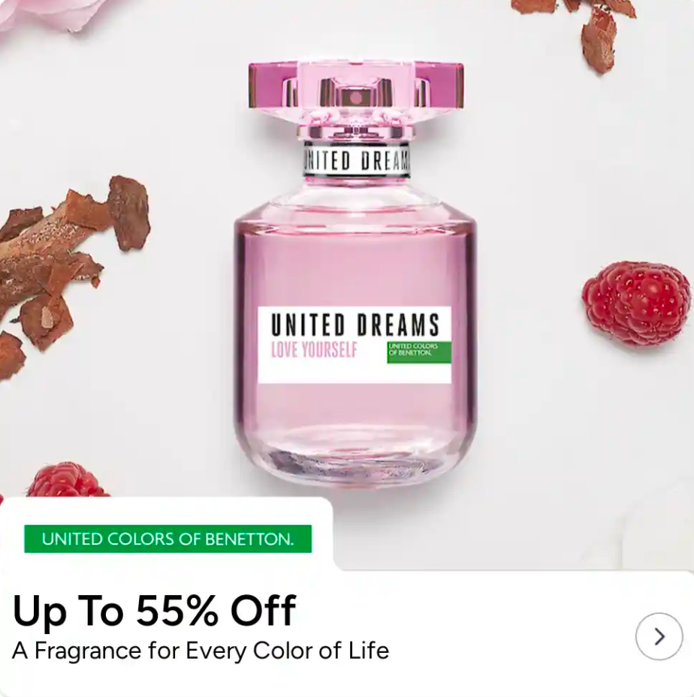 UNITED DREAM
UNITED DREAMS
LOVE YOURSELF
UNITED COLORS
OF BENETTON.
UNITED COLORS OF BENETTON.
Up To 55% Off
A Fragrance for Every Color of Life